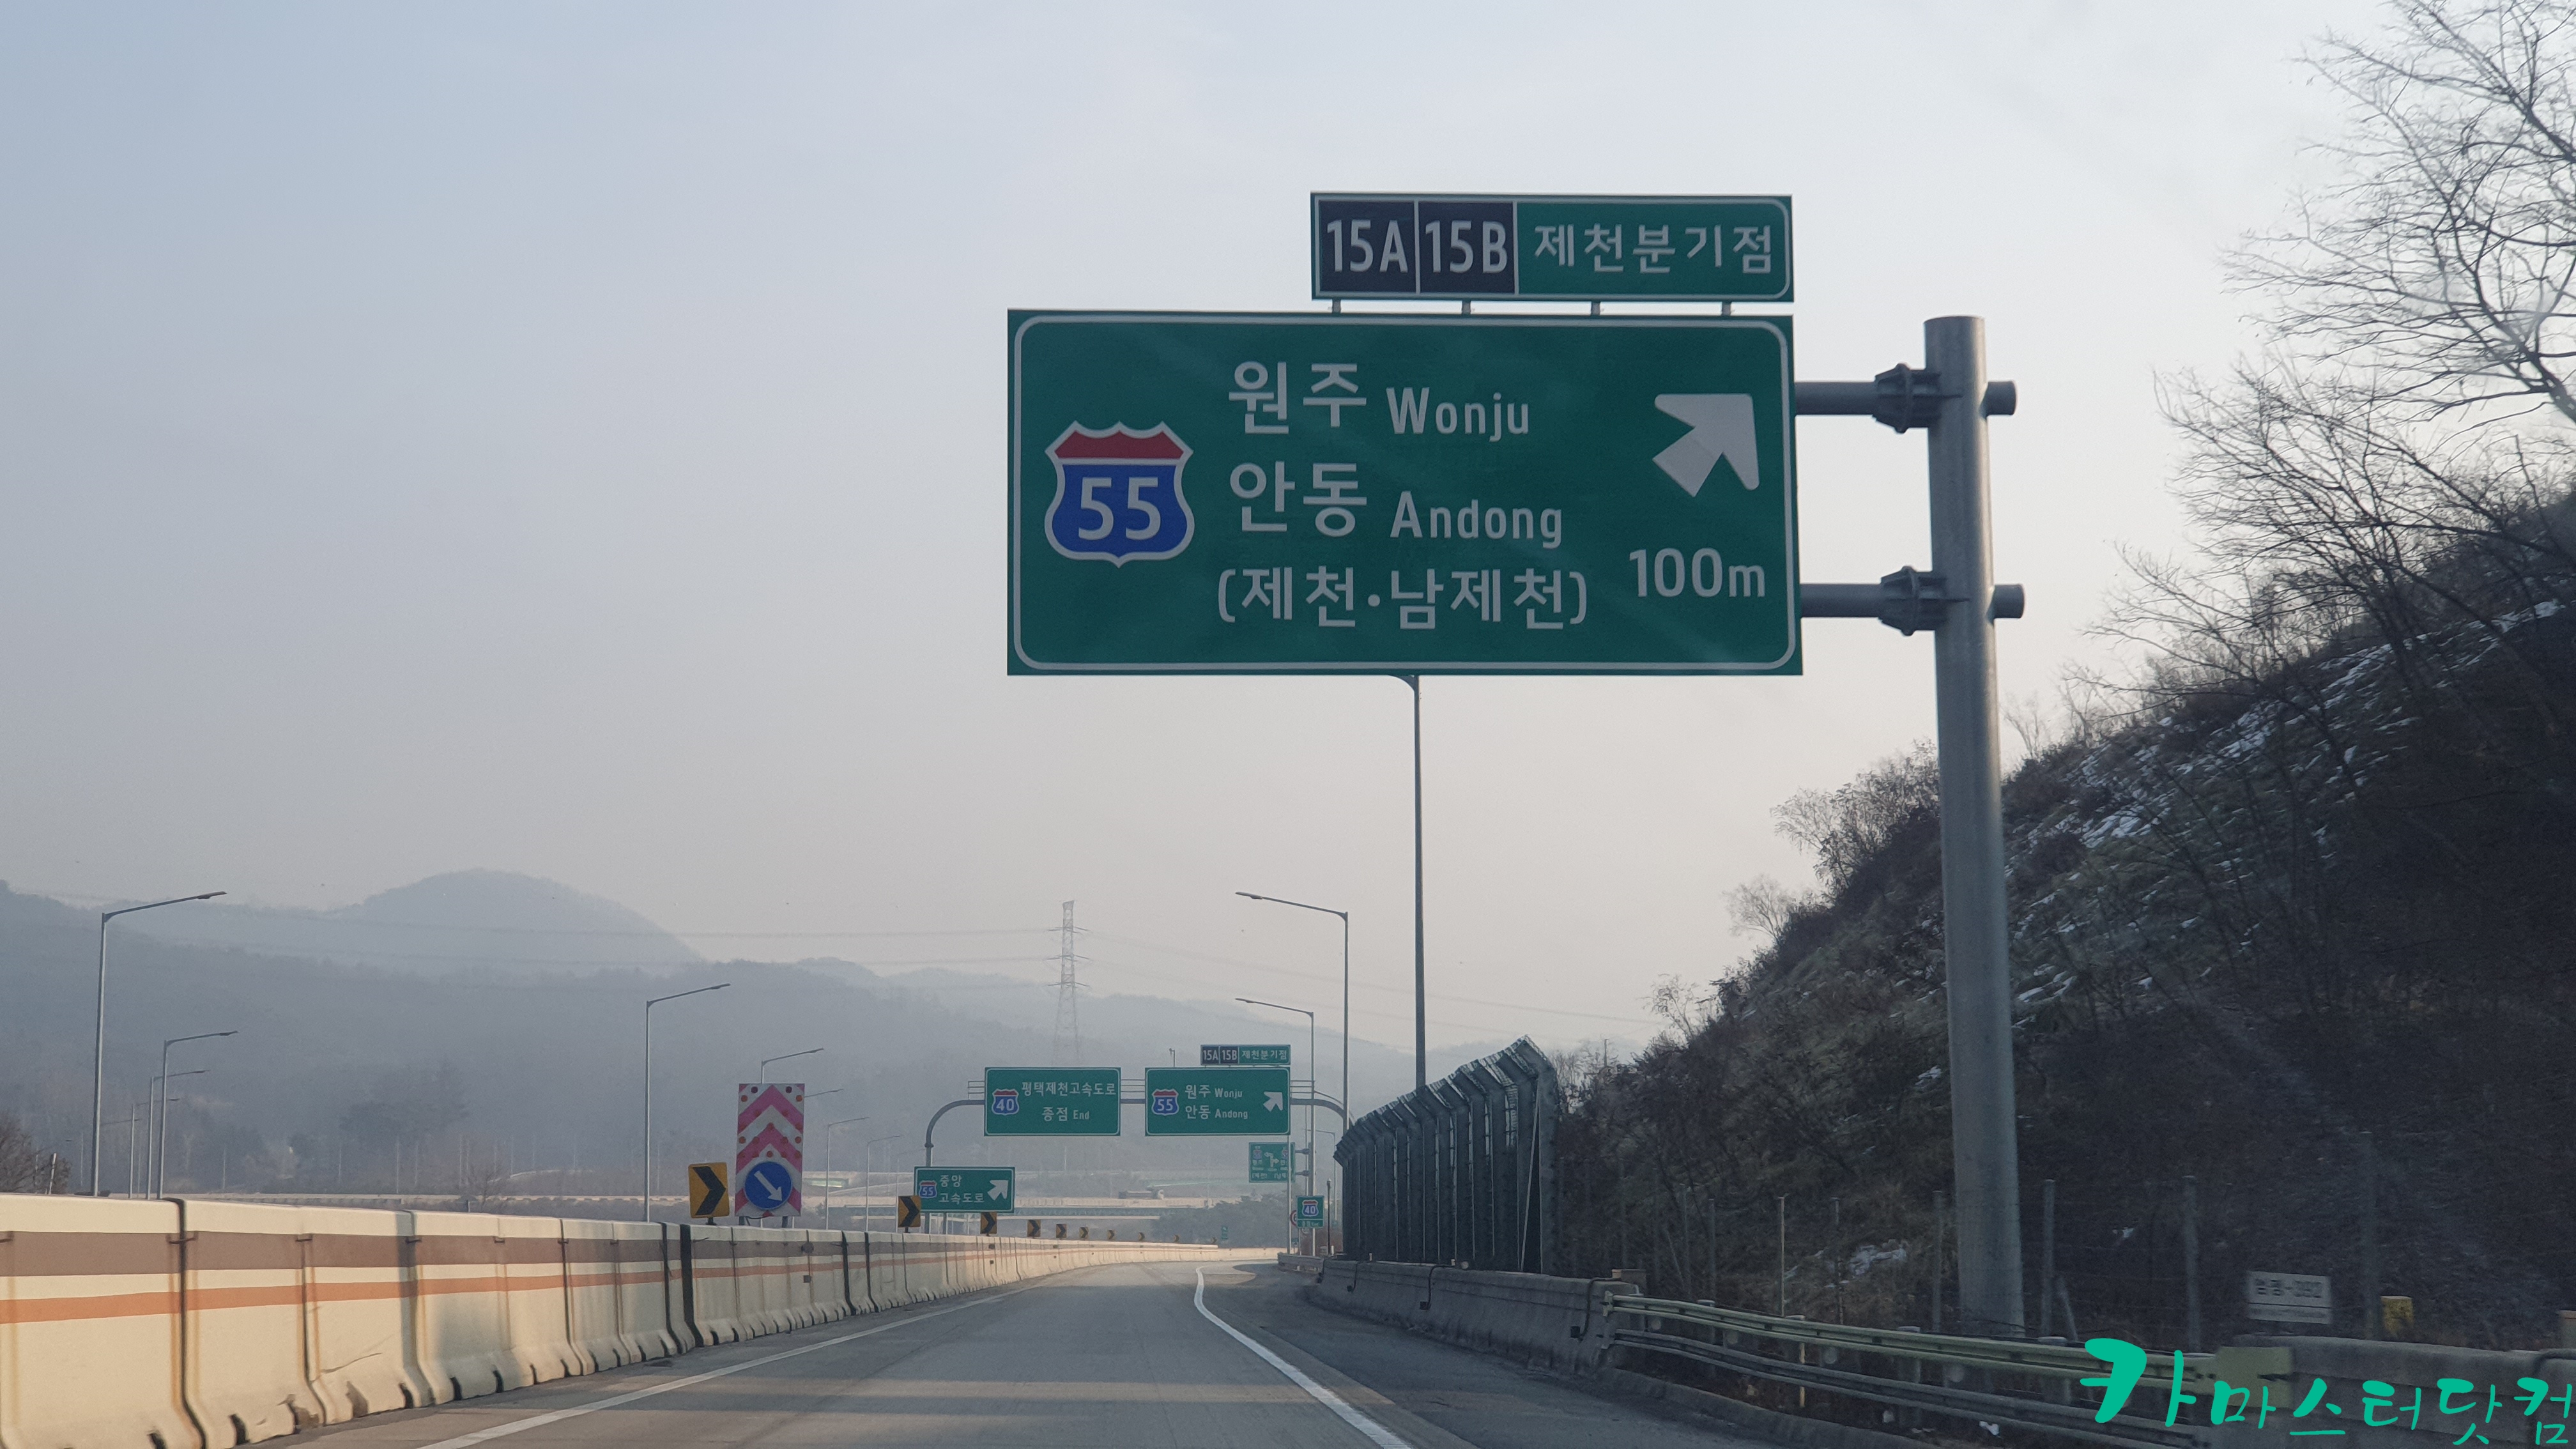 15A 15B 제천분기점
55
원주 Wonju
안동 Andong
(제천·남제천)
100m
15A 15B 제천분기점
40 평택제천고속도로
종점 End
55 원주 Wonju
안동 Andong
55 중앙
고속도로
40
카마스터닷컴